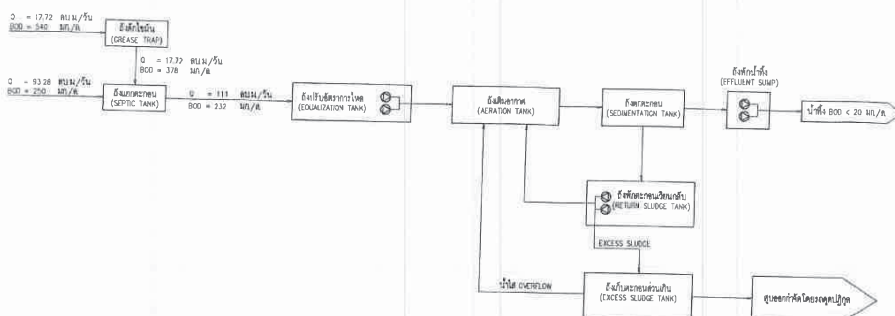 Q = 17.72 ลบ.ม/วัน
BOD = 540 มก/ล
ถังดักไขมัน
(GREASE TRAP)
Q = 17.72 ลบ.ม/วัน
BOD = 378 มก/ล
Q = 93.28 ลบ.ม/วัน
BOD = 250 มก/ล
ถังแยกตะกอน
(SEPTIC TANK)
Q = 111 ลบ.ม/วัน
BOD = 232 มก/ล
ถังปรับอัตราการไหล
(EQUALIZATION TANK)
ถังเติมอากาศ
(AERATION TANK)
ถังตกตะกอน
(SEDIMENTATION TANK)
ถังพักน้ำทิ้ง
(EFFLUENT SUMP)
น้ำทิ้ง BOD < 20 มก/ล
ถังพักตะกอนเวียนกลับ
(RETURN SLUDGE TANK)
EXCESS SLUDGE
น้ำใส OVERFLOW
ถังเก็บตะกอนส่วนเกิน
(EXCESS SLUDGE TANK)
สูบออกกำจัดโดยรถดูดปฏิกูล